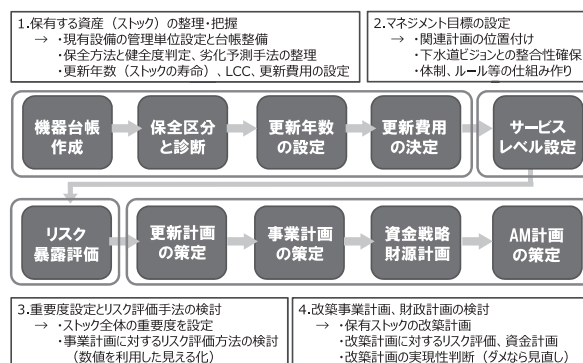 1.保有する資産（ストック）の整理・把握
→ ・現有設備の管理単位設定と台帳整備
・保全方法と健全度判定、劣化予測手法の整理
・更新年数（ストックの寿命）、LCC、更新費用の設定
2.マネジメント目標の設定
→ ・関連計画の位置付け
・下水道ビジョンとの整合性確保
・体制、ルール等の仕組み作り
機器台帳
作成
保全区分
と診断
更新年数
の設定
更新費用
の決定
サービス
レベル設定
リスク
暴露評価
更新計画
の策定
事業計画
の策定
資金戦略
財源計画
AM計画
の策定
3.重要度設定とリスク評価手法の検討
→ ・ストック全体の重要度を設定
・事業計画に対するリスク評価方法の検討
（数値を利用した見える化）
4.改築事業計画、財政計画の検討
→ ・保有ストックの改築計画
・改築計画に対するリスク評価、資金計画
・改築計画の実現性判断（ダメなら見直し）